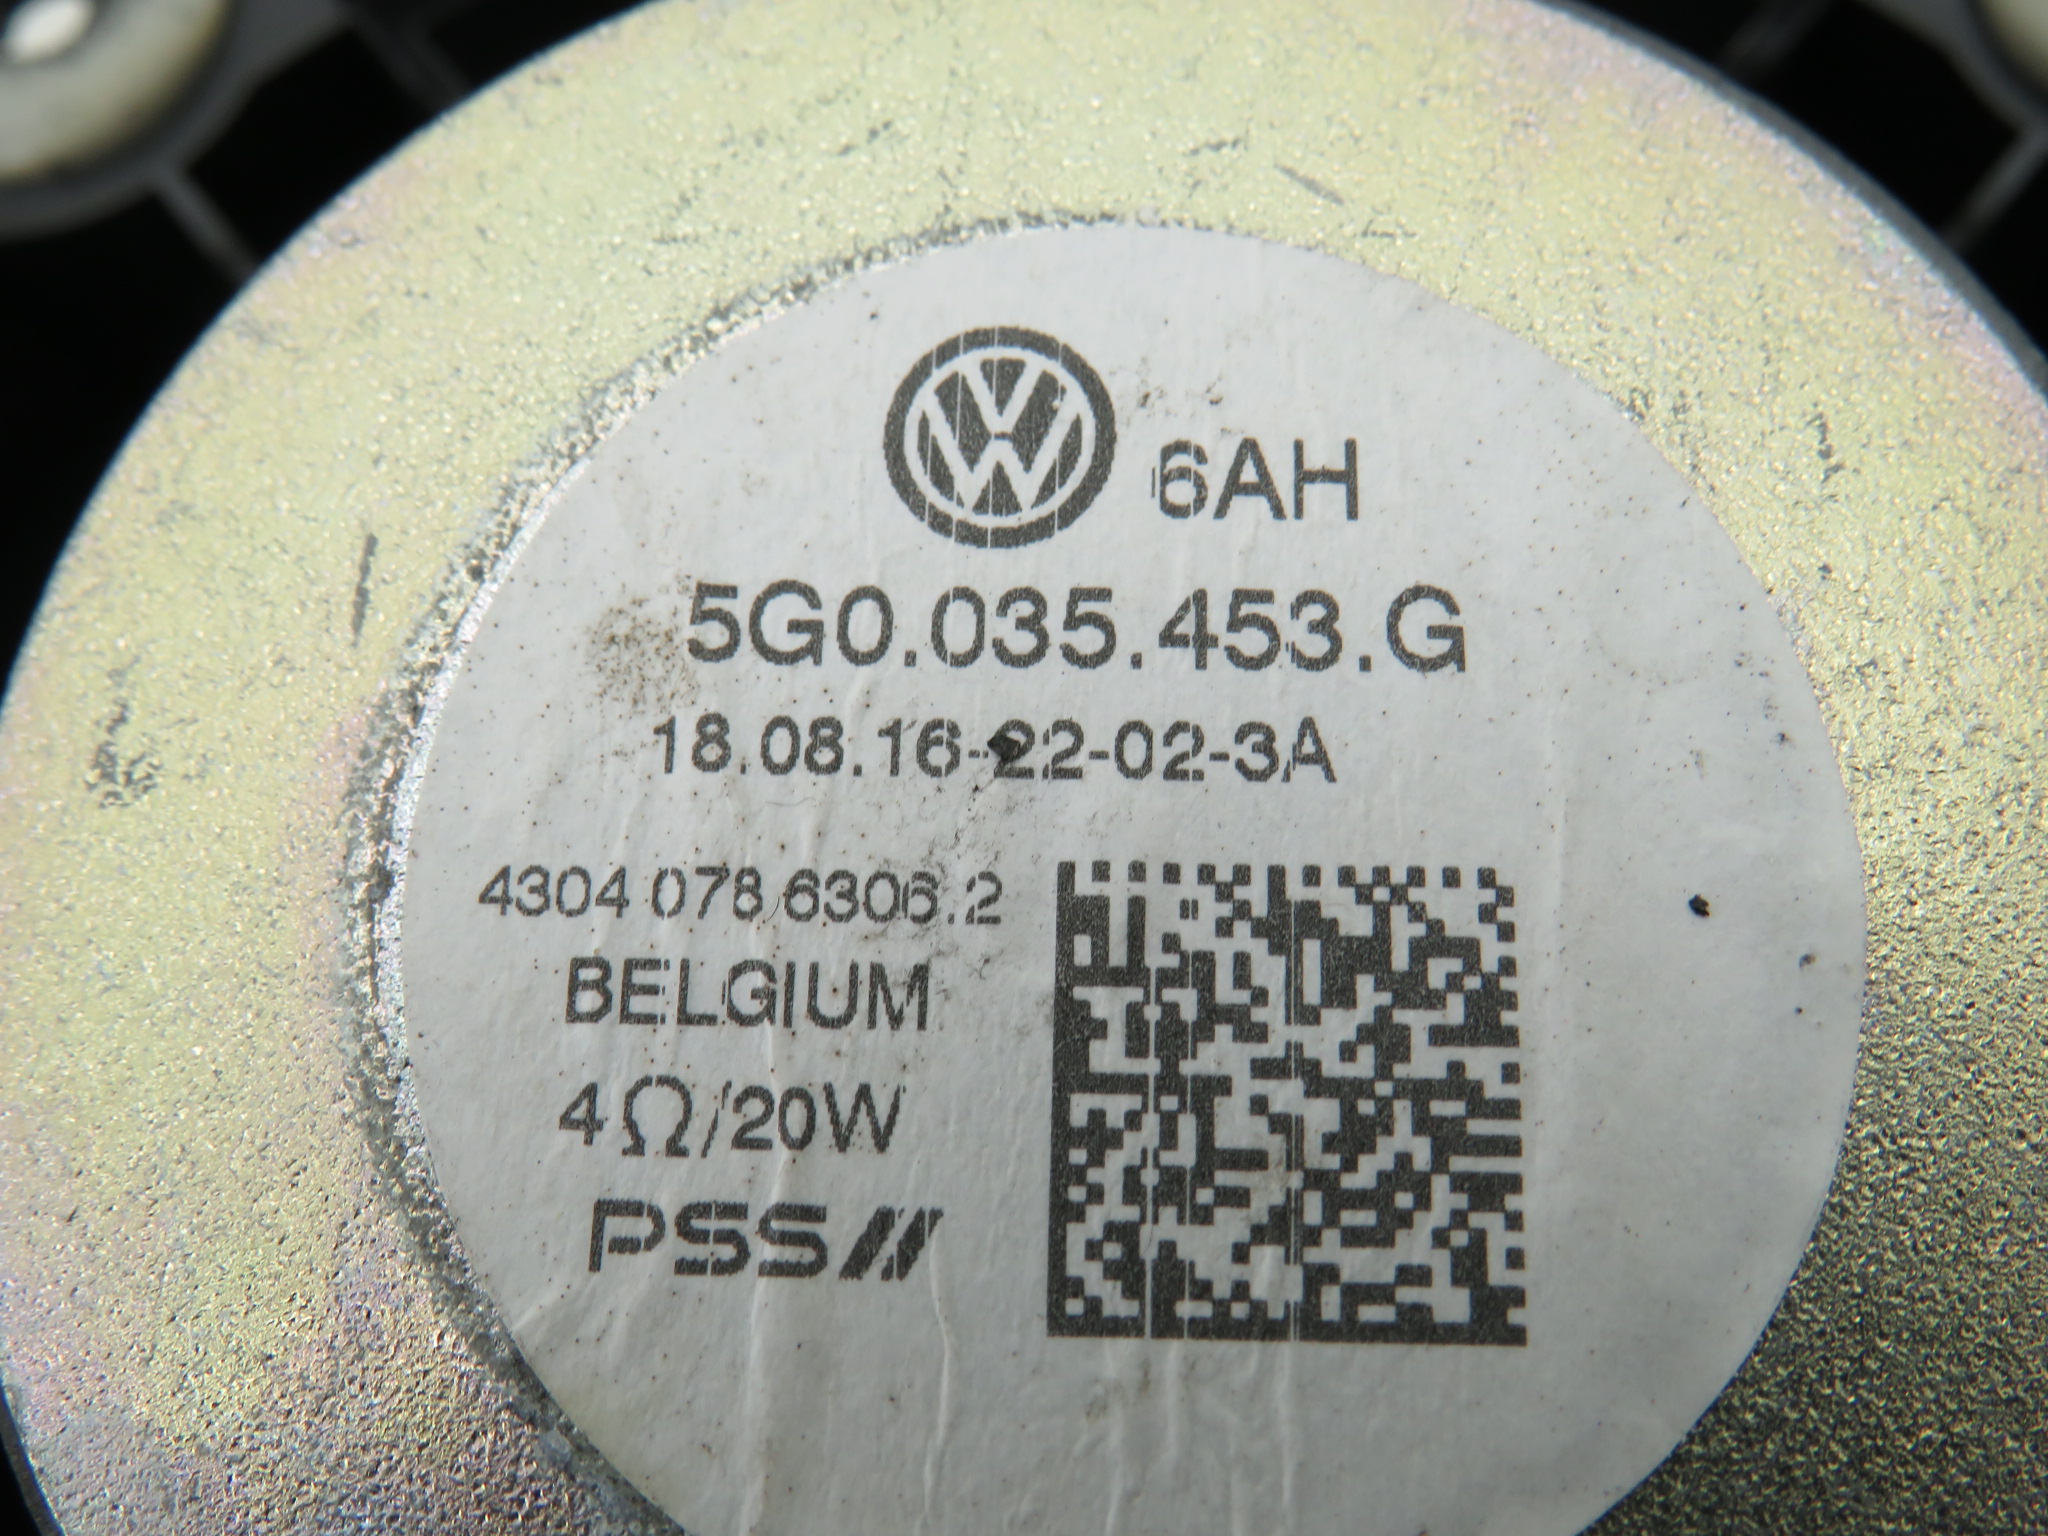 6AH
5G0.035.453.G
18.08.16-22-02-3A
4304 078 6306.2
BELGIUM
4Ω/20W
PSS//